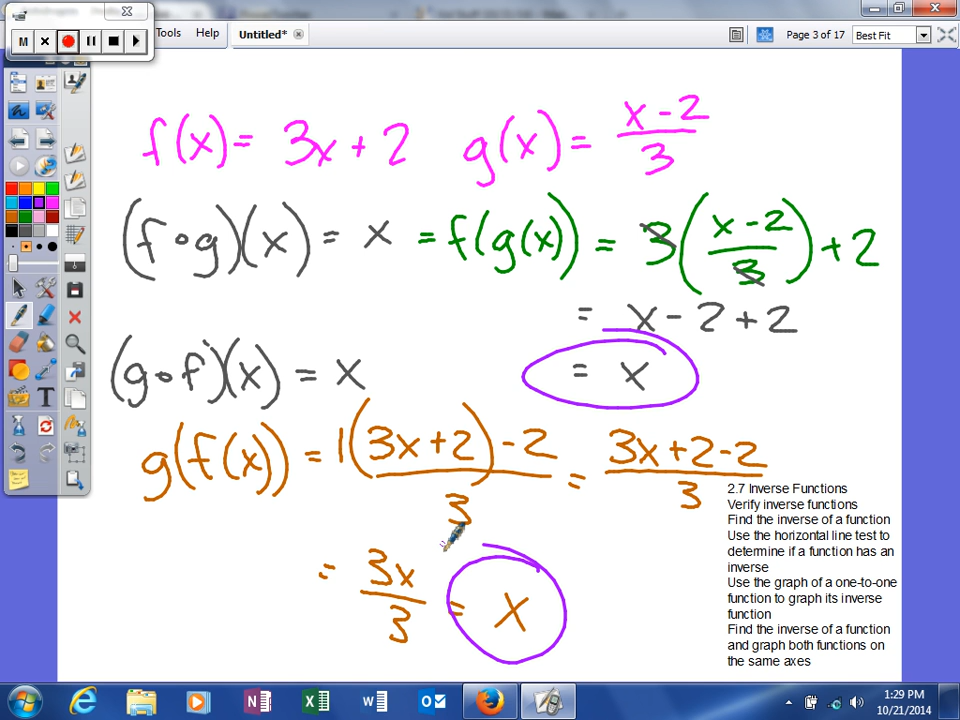 M
Tools Help Untitled* Page 3 of 17 Best Fit
f(x)= 3x+2 g(x)= x-2/3
(f∘g)(x) = x = f(g(x)) = 3(x-2/3)+2
= x-2+2
= x
(g∘f)(x) = x
g(f(x)) = 1(3x+2)-2/3 = 3x+2-2/3
= 3x/3 = x
2.7 Inverse Functions
Verify inverse functions
Find the inverse of a function
Use the horizontal line test to
determine if a function has an
inverse
Use the graph of a one-to-one
function to graph its inverse
function
Find the inverse of a function
and graph both functions on
the same axes
1:29 PM
10/21/2014